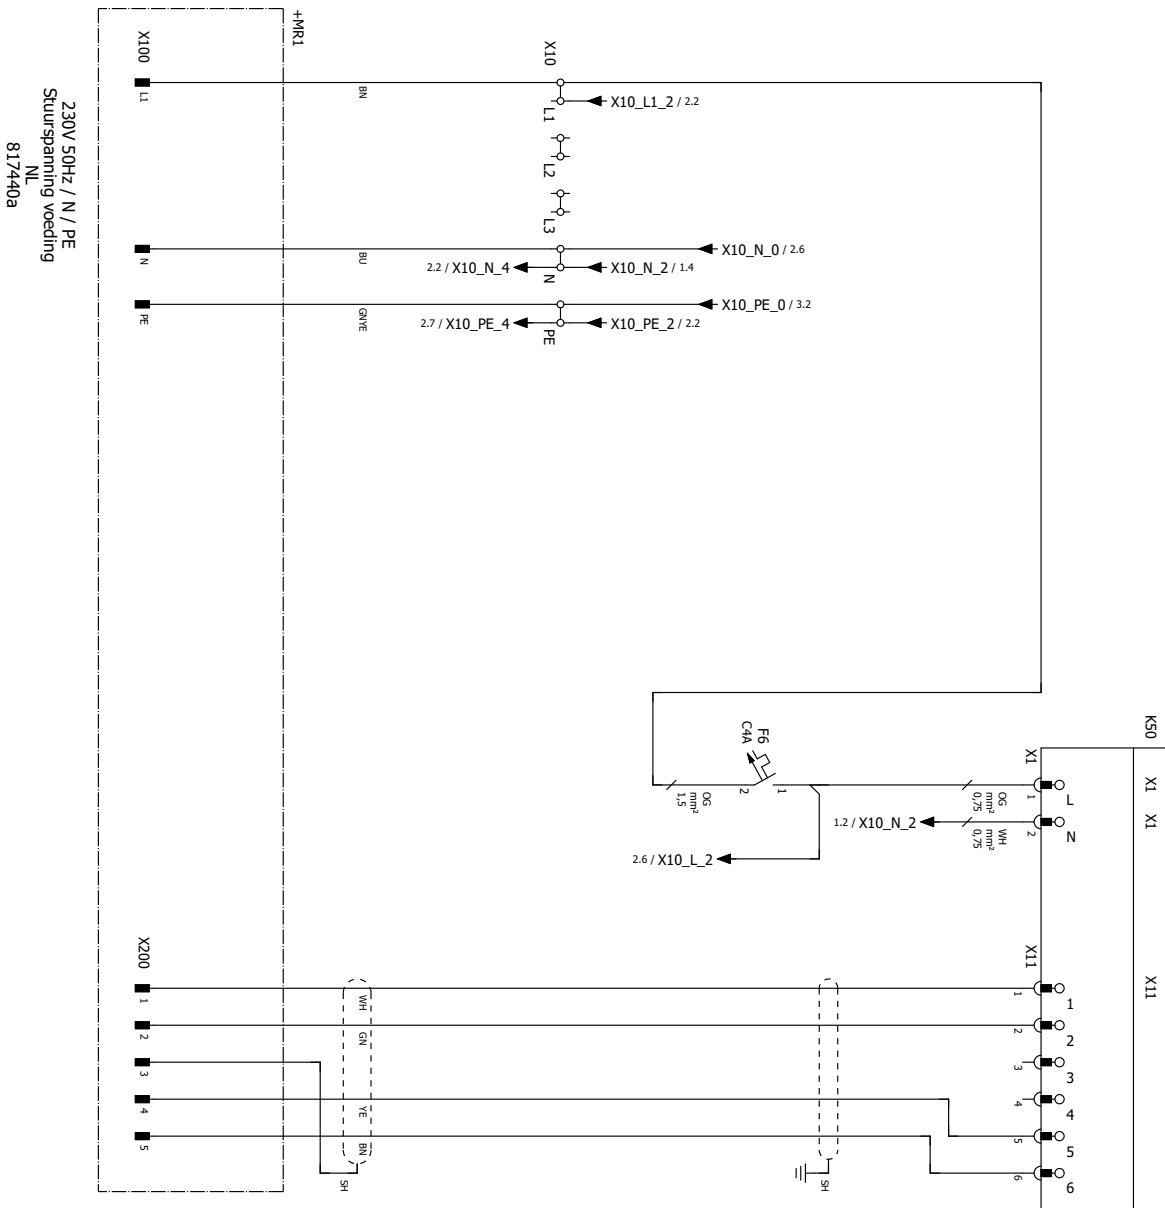 +MR1
X100
L1
N
PE
230V 50Hz / N / PE
Stuurspanning voeding
NL
817440a
BN
BU
GNYE
X10
L1
X10_L1_2 / 2.2
L2
L3
X10_N_0 / 2.6
2.2 / X10_N_4
N
X10_N_2 / 1.4
X10_PE_0 / 3.2
2.7 / X10_PE_4
PE
X10_PE_2 / 2.2
K50
X1
X1
X1
F6
C4A
OG
mm²
1,5
2
1
OG
mm²
0,75
1
L
1.2 / X10_N_2
WH
mm²
0,75
2
N
2.6 / X10_L_2
X200
X11
X11
1
WH
1
1
2
GN
2
2
3
3
3
4
YE
4
4
5
BN
5
5
SH
SH
6
6